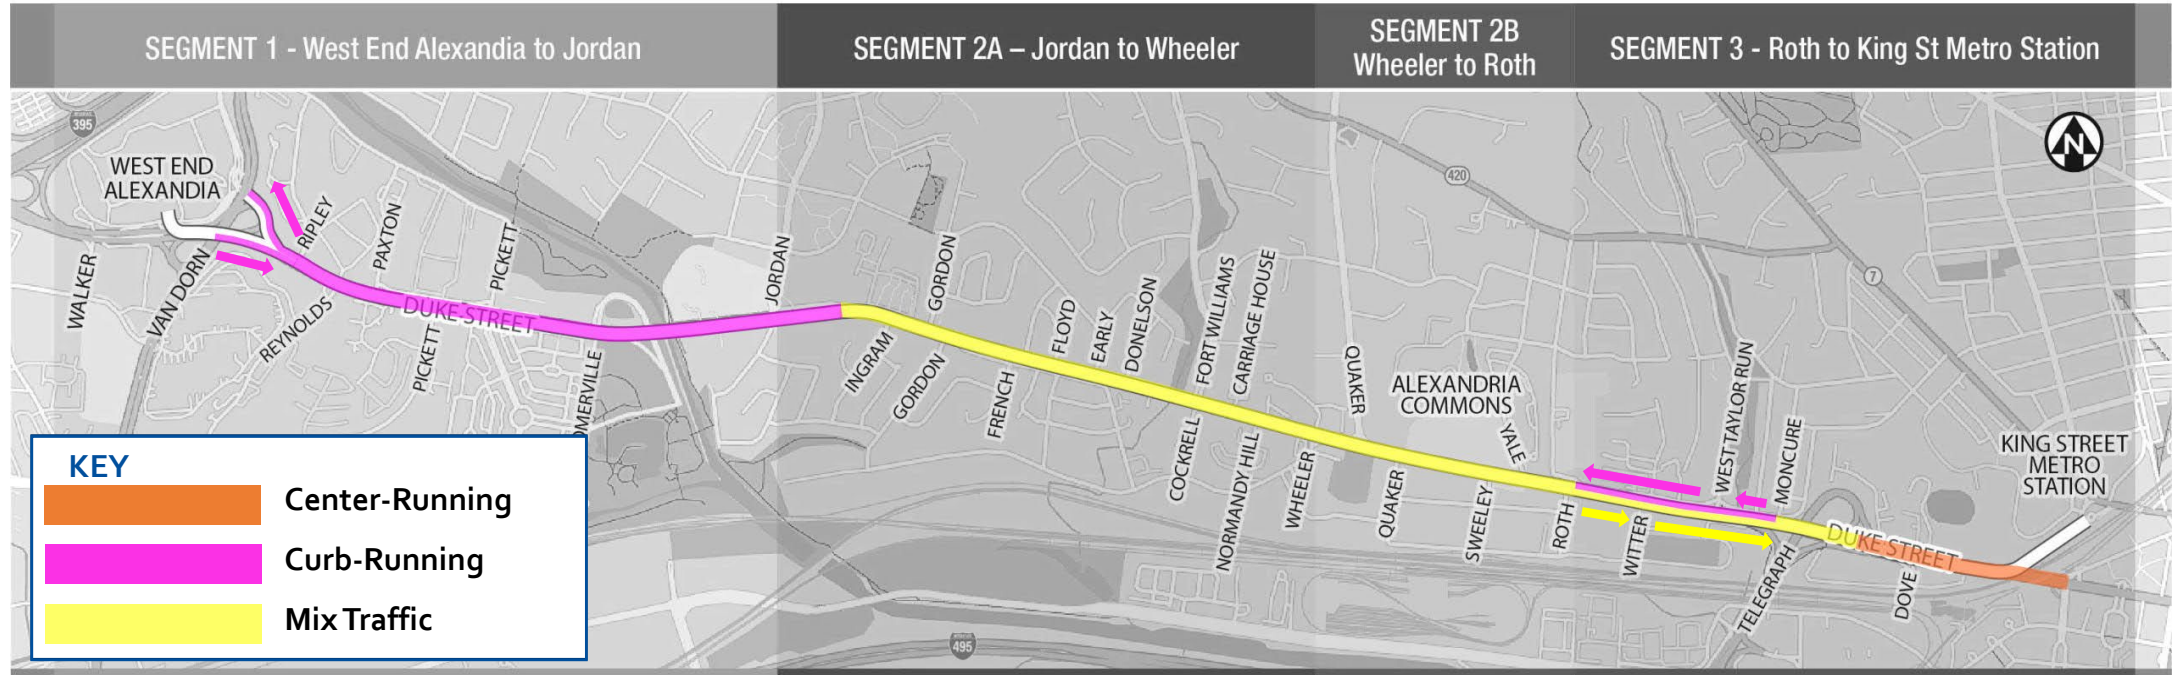 SEGMENT 1 - West End Alexandia to Jordan
SEGMENT 2A – Jordan to Wheeler
SEGMENT 2B
Wheeler to Roth
SEGMENT 3 - Roth to King St Metro Station
395
WEST END
ALEXANDIA
WALKER
VAN DORN
RIPLEY
REYNOLDS
PAXTON
PICKETT
PICKETT
DUKE STREET
OMERVILLE
JORDAN
INGRAM
GORDON
GORDON
FRENCH
FLOYD
EARLY
DONELSON
COCKRELL
FORT WILLIAMS
NORMANDY HILL
CARRIAGE HOUSE
WHEELER
QUAKER
QUAKER
ALEXANDRIA
COMMONS
SWEELEY
YALE
ROTH
WITTER
WEST TAYLOR RUN
MONCURE
TELEGRAPH
DUKE STREET
DOVE
KING STREET
METRO
STATION
420
7
495
N
KEY
Center-Running
Curb-Running
Mix Traffic